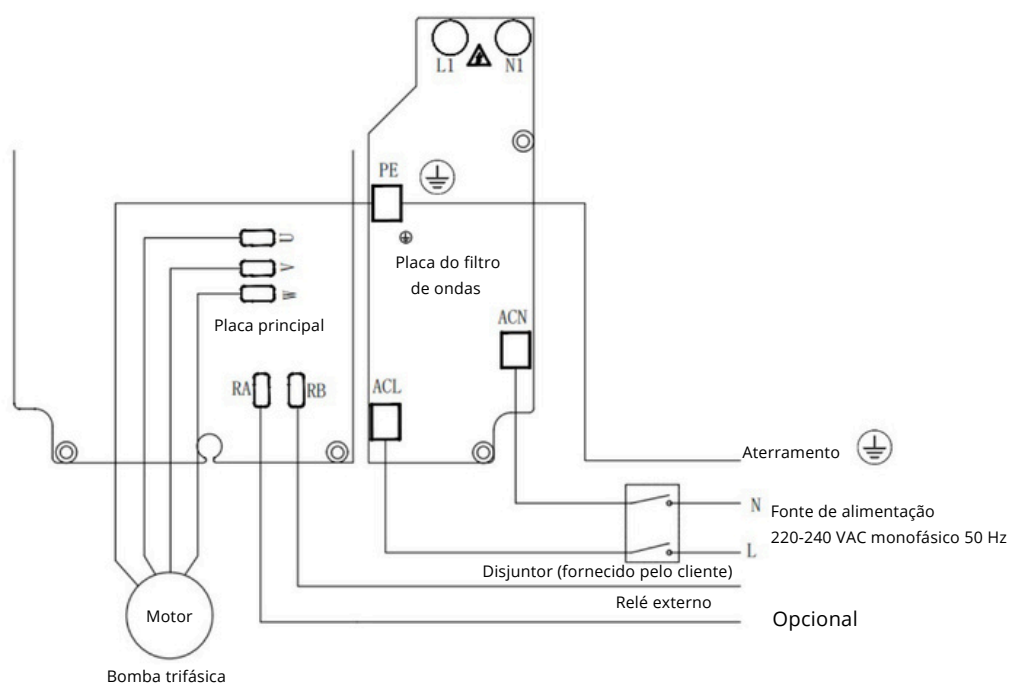 L1
N1
PE
U
V
W
Placa do filtro
de ondas
Placa principal
ACN
RA
RB
ACL
Aterramento
N
Fonte de alimentação
220-240 VAC monofásico 50 Hz
L
Disjuntor (fornecido pelo cliente)
Relé externo
Opcional
Motor
Bomba trifásica